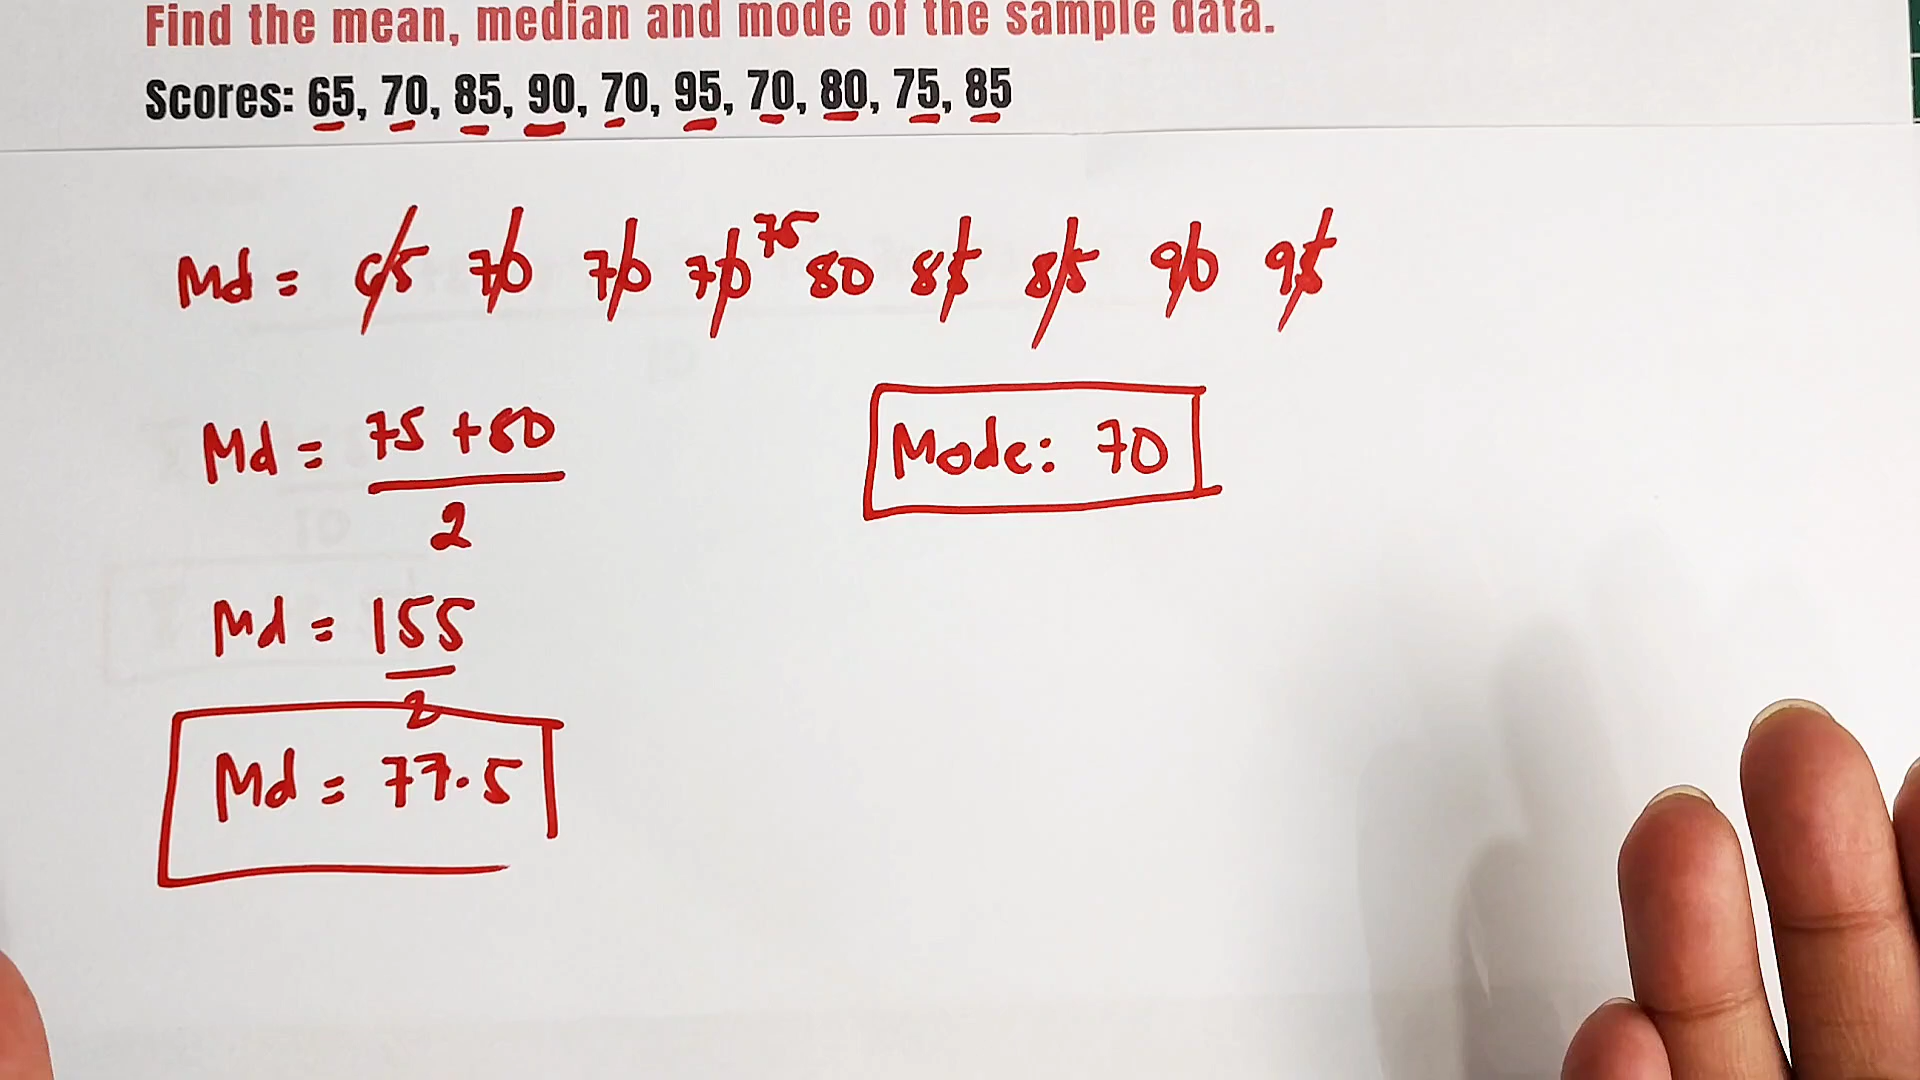 Find the mean, median and mode of the sample data.
Scores: 65, 70, 85, 90, 70, 95, 70, 80, 75, 85
Md = 65 70 70 70 75 80 85 85 90 95
Md = 75 + 80
2
Mode: 70
Md = 155
2
Md = 77.5